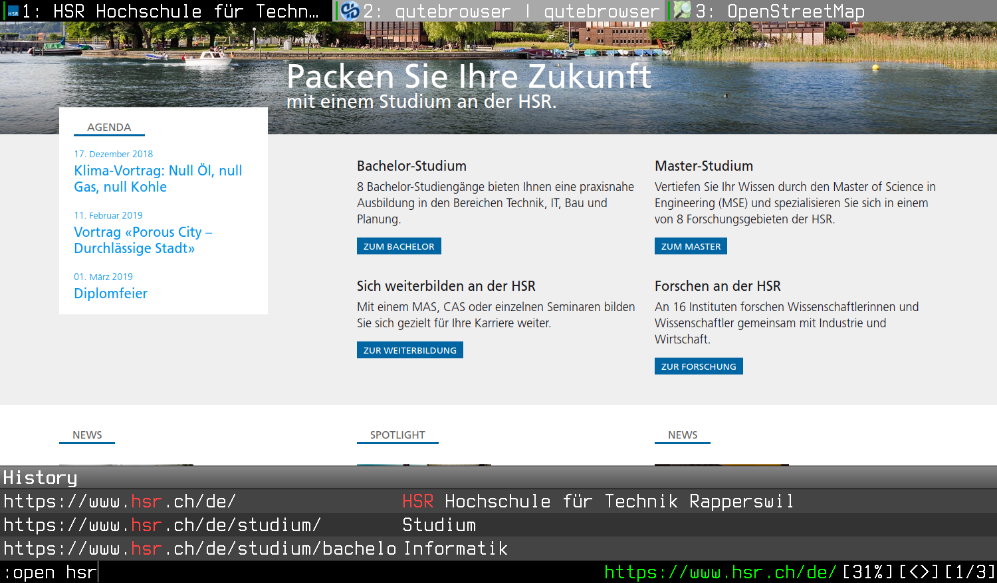 1: HSR Hochschule für Techn…
2: qutebrowser | qutebrowser
3: OpenStreetMap
Packen Sie Ihre Zukunft
mit einem Studium an der HSR.
AGENDA
17. Dezember 2018
Klima-Vortrag: Null Öl, null
Gas, null Kohle
11. Februar 2019
Vortrag «Porous City –
Durchlässige Stadt»
01. März 2019
Diplomfeier
Bachelor-Studium
8 Bachelor-Studiengänge bieten Ihnen eine praxisnahe
Ausbildung in den Bereichen Technik, IT, Bau und
Planung.
ZUM BACHELOR
Master-Studium
Vertiefen Sie Ihr Wissen durch den Master of Science in
Engineering (MSE) und spezialisieren Sie sich in einem
von 8 Forschungsgebieten der HSR.
ZUM MASTER
Sich weiterbilden an der HSR
Mit einem MAS, CAS oder einzelnen Seminaren bilden
Sie sich gezielt für Ihre Karriere weiter.
ZUR WEITERBILDUNG
Forschen an der HSR
An 16 Instituten forschen Wissenschaftlerinnen und
Wissenschaftler gemeinsam mit Industrie und
Wirtschaft.
ZUR FORSCHUNG
NEWS
SPOTLIGHT
NEWS
History
https://www.hsr.ch/de/ HSR Hochschule für Technik Rapperswil
https://www.hsr.ch/de/studium/ Studium
https://www.hsr.ch/de/studium/bachelo Informatik
:open hsr
https://www.hsr.ch/de/ [31%][<>][1/3]